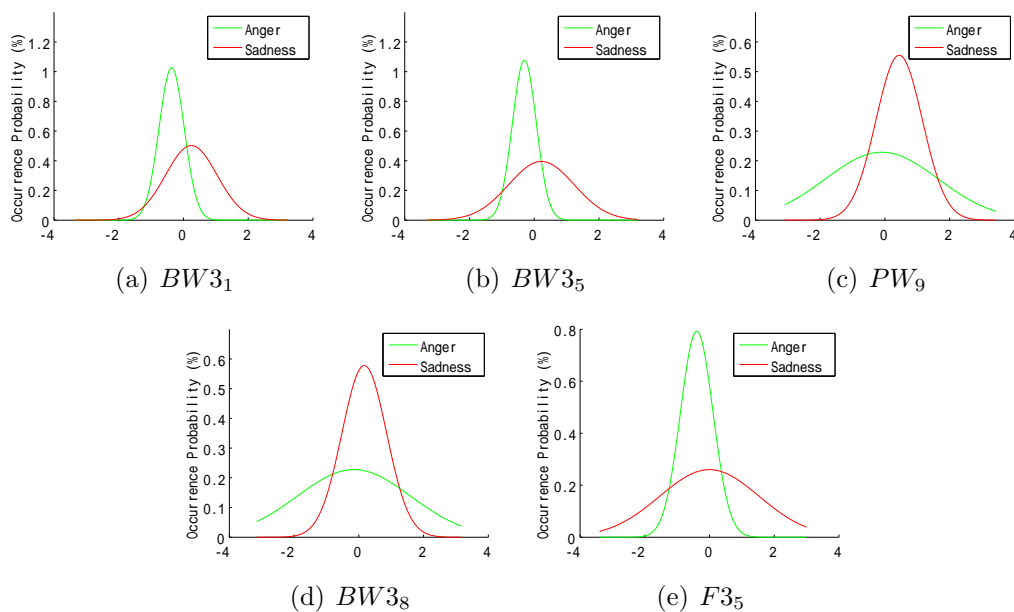 Occurrence Probability (%)
1.2
1
0.8
0.6
0.4
0.2
0
-4 -2 0 2 4
Anger
Sadness
(a) BW3₁
Occurrence Probability (%)
1.2
1
0.8
0.6
0.4
0.2
0
-4 -2 0 2 4
Anger
Sadness
(b) BW3₅
Occurrence Probability (%)
0.6
0.5
0.4
0.3
0.2
0.1
0
-4 -2 0 2 4
Anger
Sadness
(c) PW₉
Occurrence Probability (%)
0.6
0.5
0.4
0.3
0.2
0.1
0
-4 -2 0 2 4
Anger
Sadness
(d) BW3₈
Occurrence Probability (%)
0.8
0.6
0.4
0.2
0
-4 -2 0 2 4
Anger
Sadness
(e) F3₅